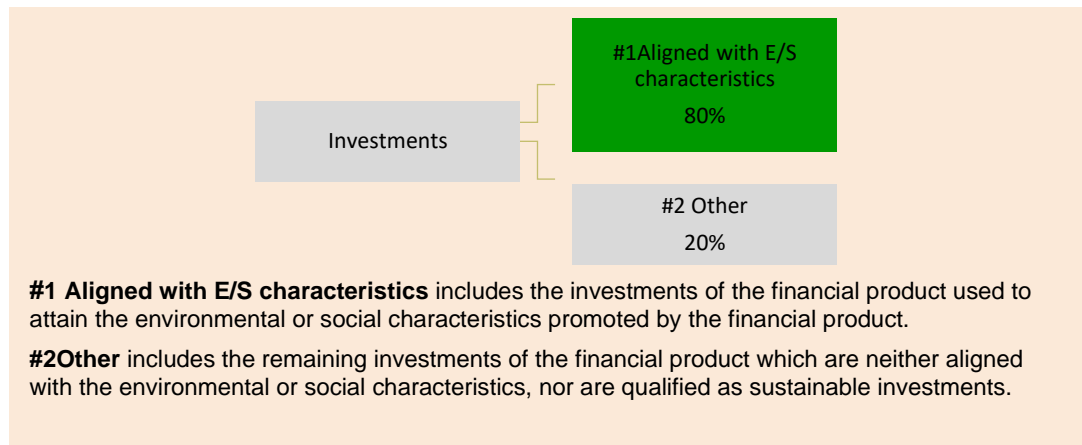 #1Aligned with E/S
characteristics
80%
Investments
#2 Other
20%
#1 Aligned with E/S characteristics includes the investments of the financial product used to
attain the environmental or social characteristics promoted by the financial product.
#2Other includes the remaining investments of the financial product which are neither aligned
with the environmental or social characteristics, nor are qualified as sustainable investments.